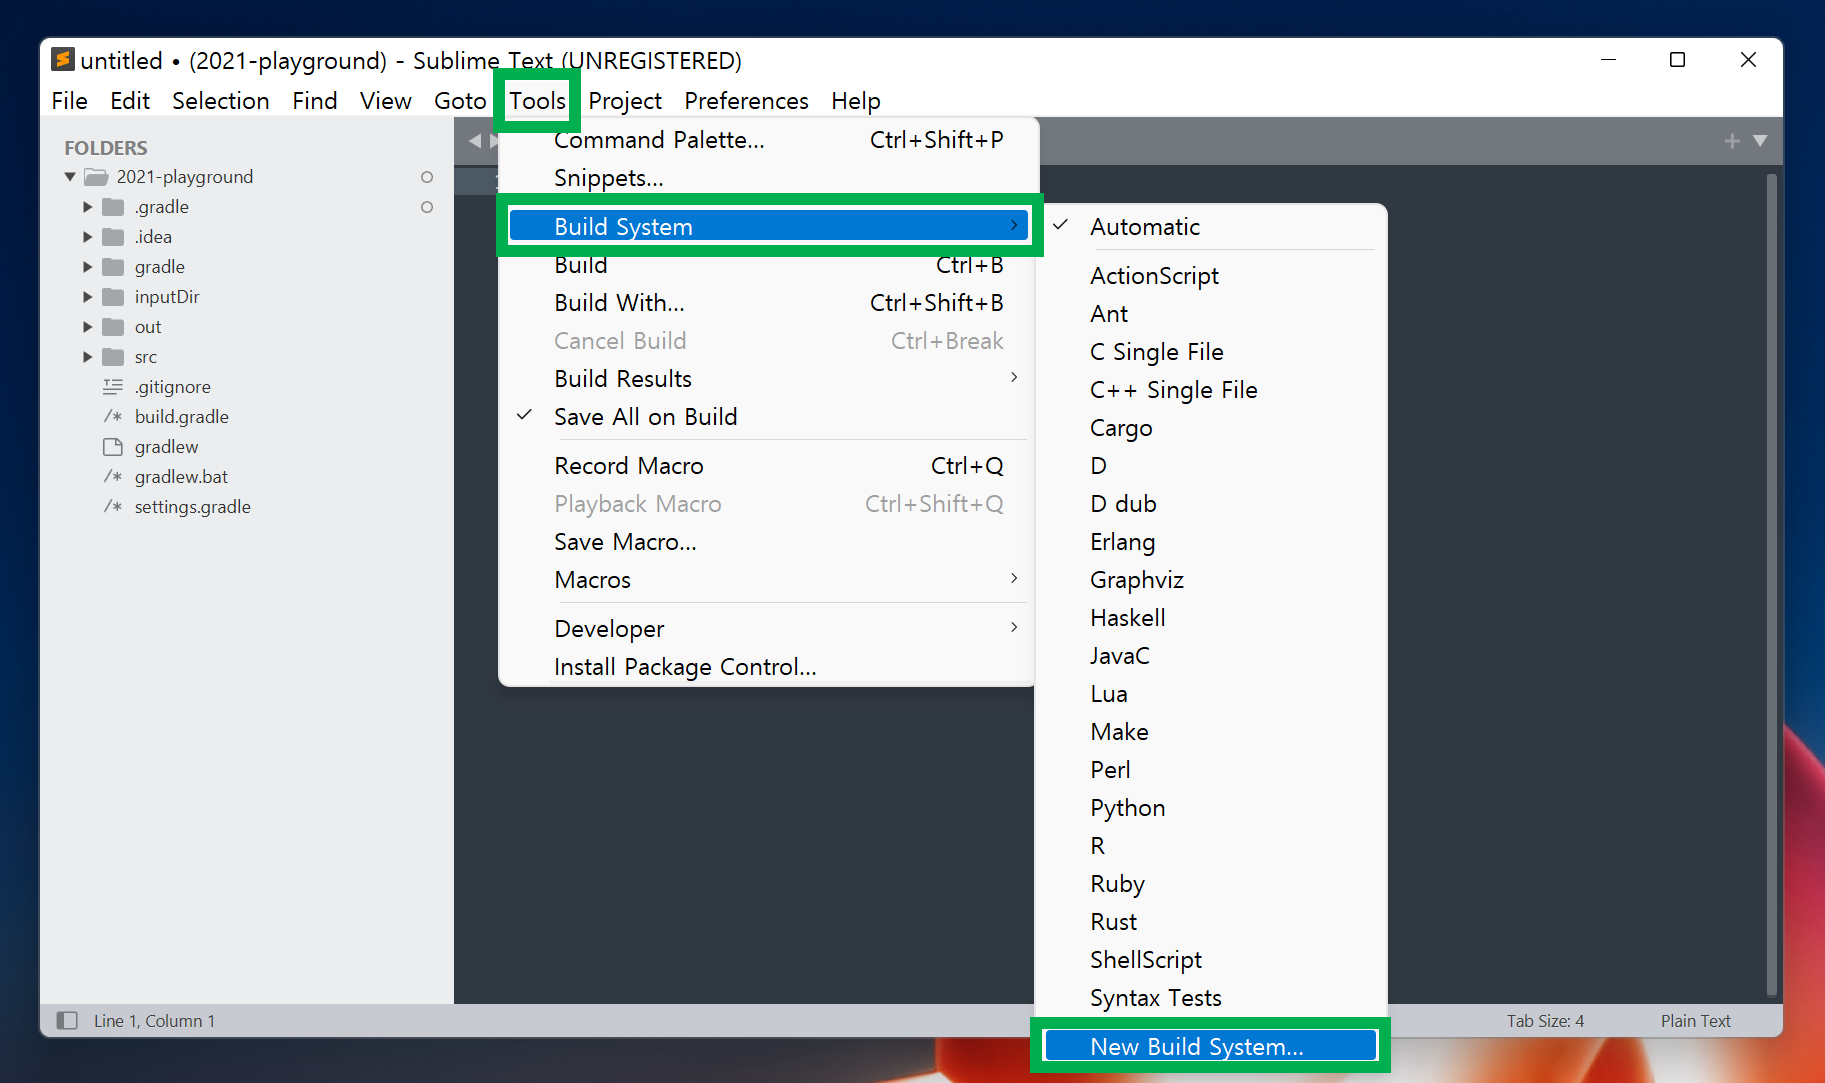 untitled • (2021-playground) - Sublime Text (UNREGISTERED)
File Edit Selection Find View Goto Tools Project Preferences Help
FOLDERS
2021-playground
.gradle
.idea
gradle
inputDir
out
src
.gitignore
/* build.gradle
gradlew
/* gradlew.bat
/* settings.gradle
Command Palette... Ctrl+Shift+P
Snippets...
Build System
Build Ctrl+B
Build With... Ctrl+Shift+B
Cancel Build Ctrl+Break
Build Results
Save All on Build
Record Macro Ctrl+Q
Playback Macro Ctrl+Shift+Q
Save Macro...
Macros
Developer
Install Package Control...
Automatic
ActionScript
Ant
C Single File
C++ Single File
Cargo
D
D dub
Erlang
Graphviz
Haskell
JavaC
Lua
Make
Perl
Python
R
Ruby
Rust
ShellScript
Syntax Tests
New Build System...
Line 1, Column 1
Tab Size: 4
Plain Text